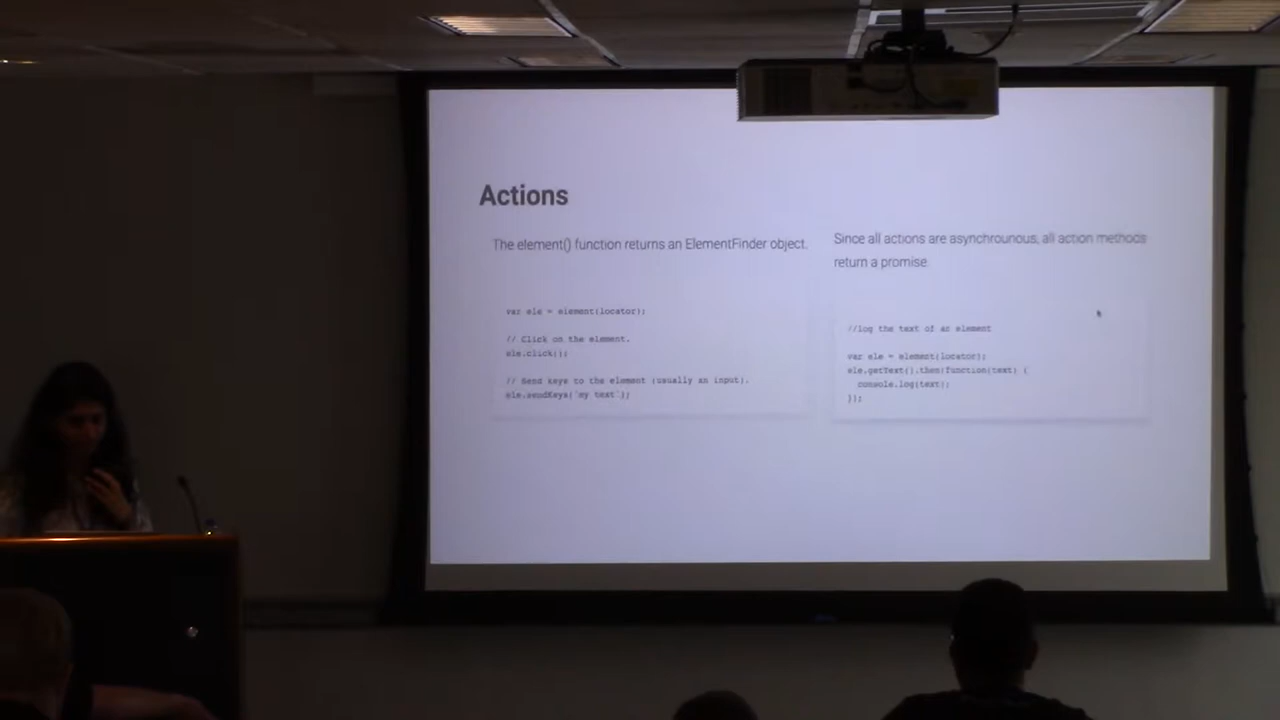 Actions
The element() function returns an ElementFinder object.
var ele = element(locator);
// Click on the element.
ele.click();
// Send keys to the element (usually an input).
ele.sendKeys('my text');
Since all actions are asynchrounous, all action methods
return a promise
//log the text of an element
var ele = element(locator);
ele.getText().then(function(text) {
console.log(text);
});